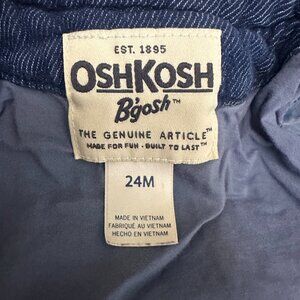 EST. 1895
OSHKOSH
B'gosh™
THE GENUINE ARTICLE™
MADE FOR FUN • BUILT TO LAST™
24M
MADE IN VIETNAM
FABRIQUÉ AU VIETNAM
HECHO EN VIETNAM